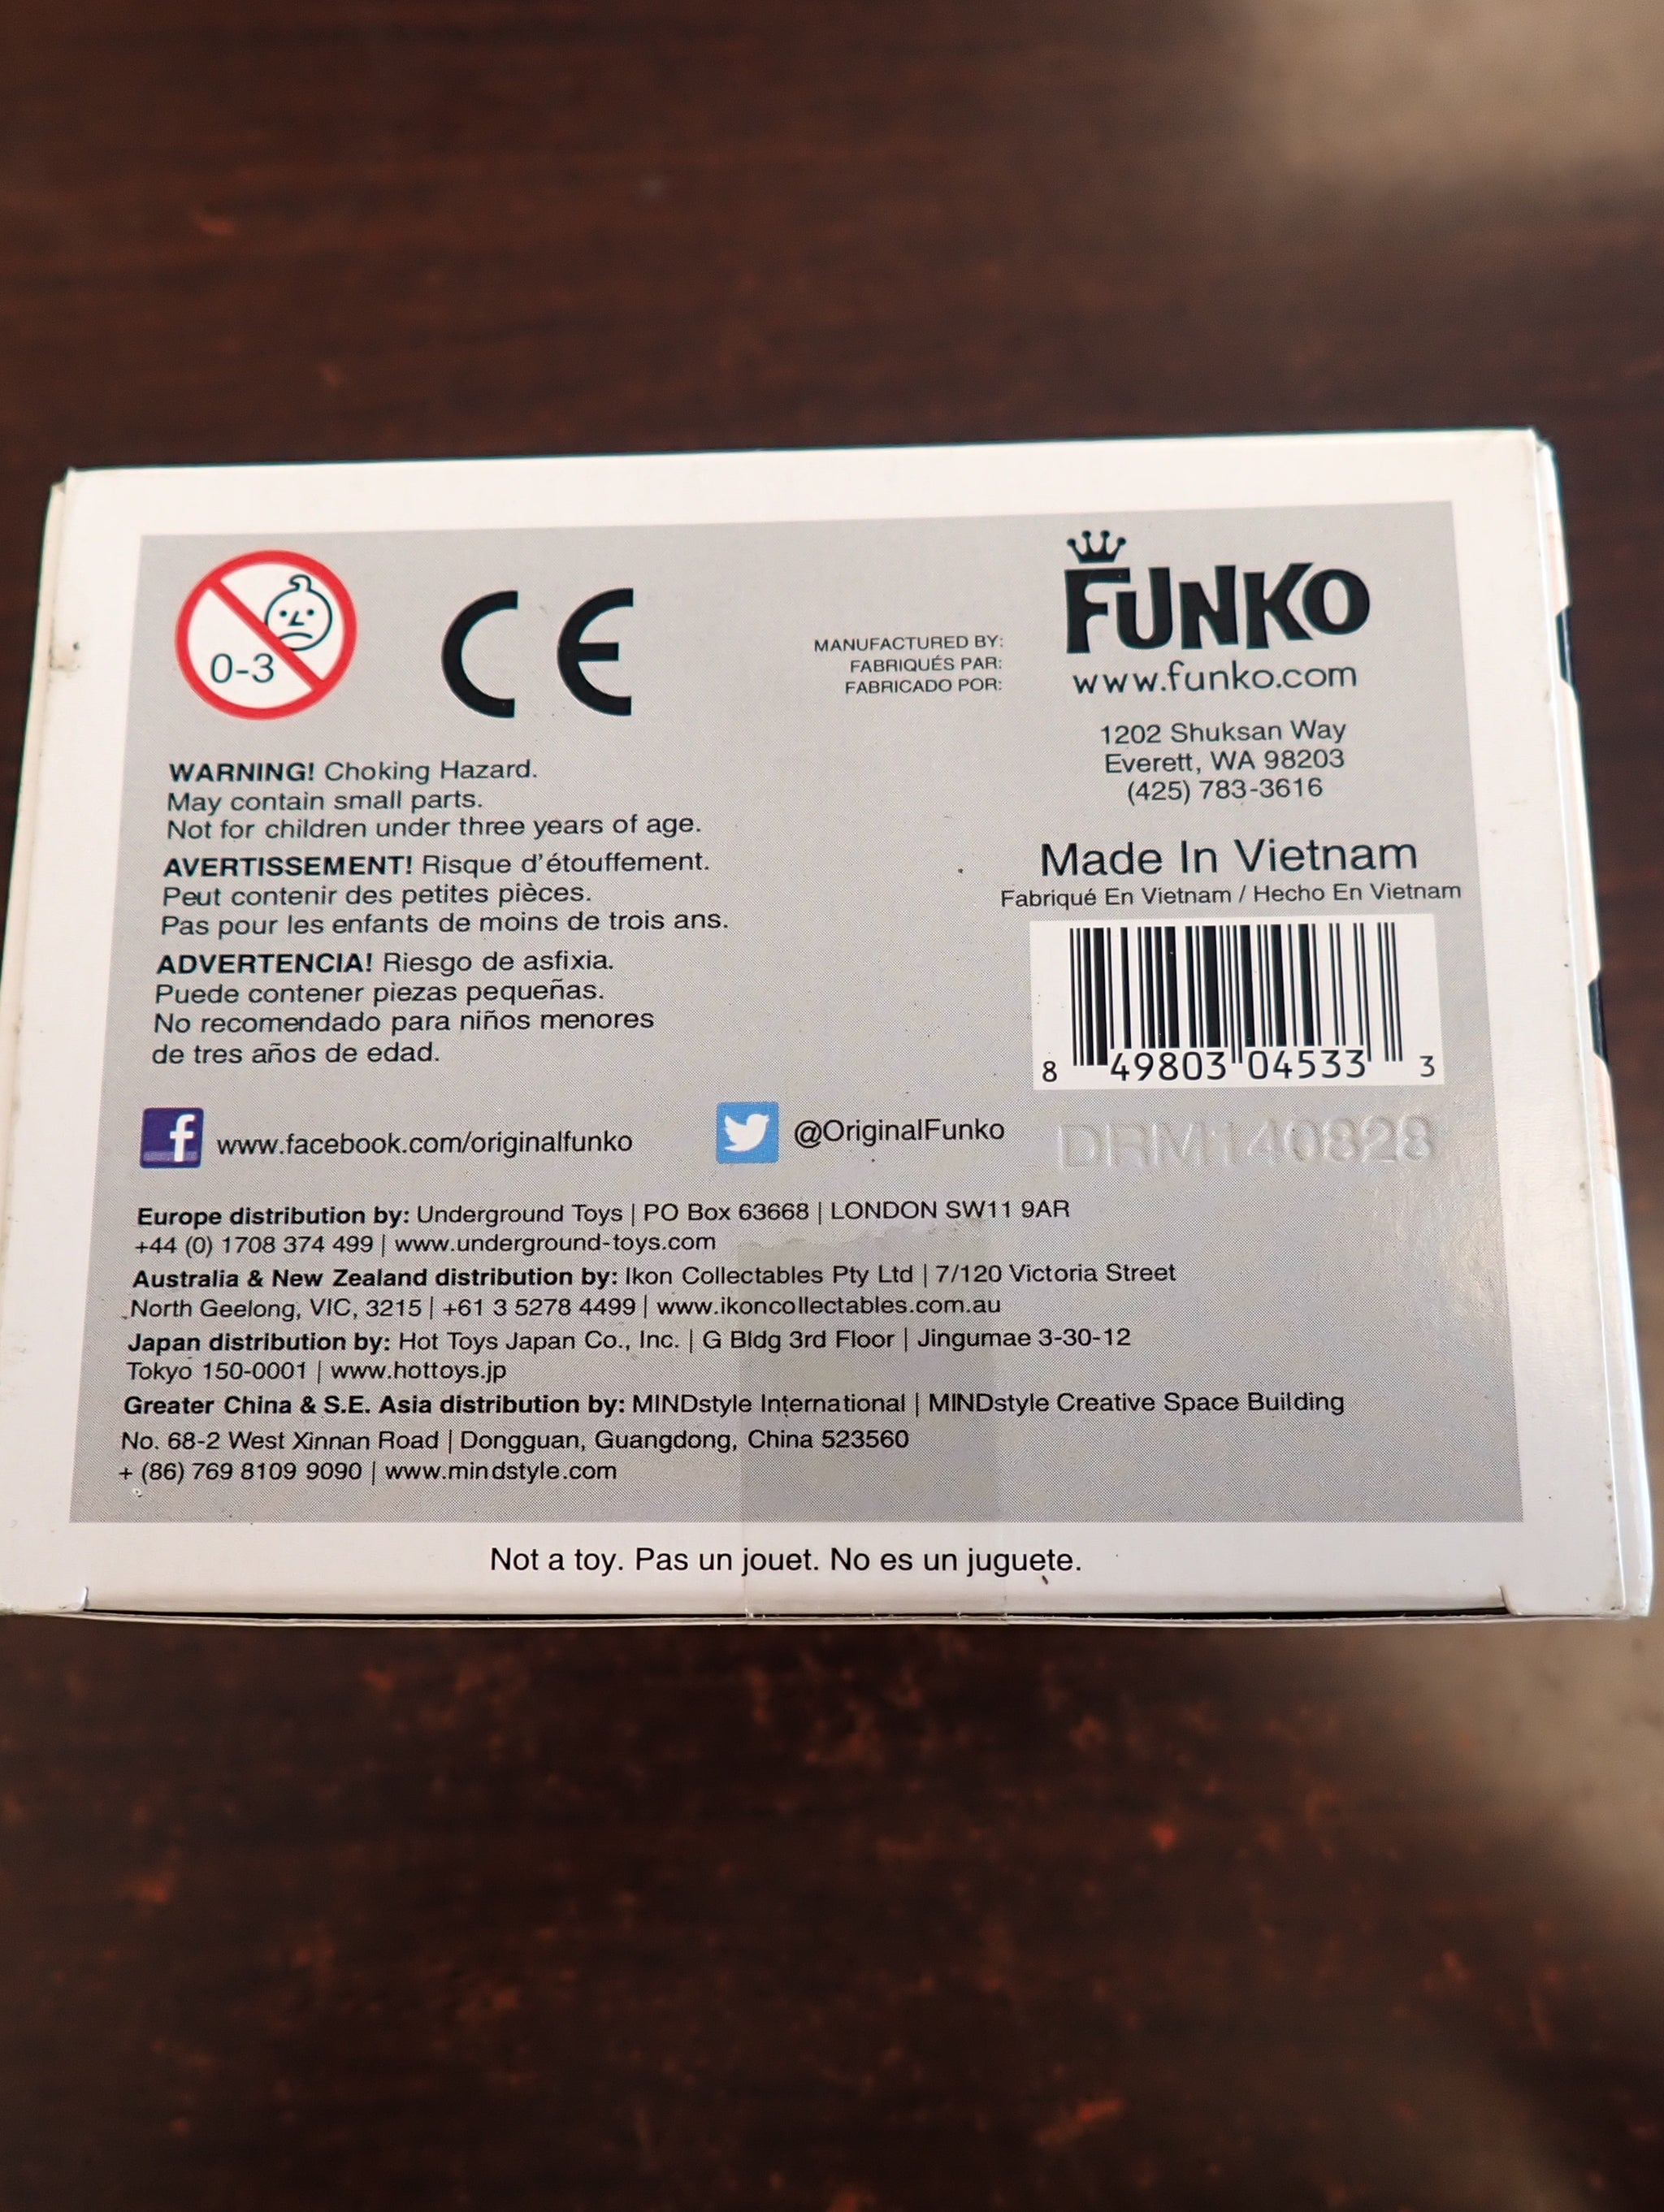 0-3
CE
MANUFACTURED BY:
FABRIQUÉS PAR:
FABRICADO POR:
FUNKO
www.funko.com
1202 Shuksan Way
Everett, WA 98203
(425) 783-3616
WARNING! Choking Hazard.
May contain small parts.
Not for children under three years of age.
AVERTISSEMENT! Risque d'étouffement.
Peut contenir des petites pièces.
Pas pour les enfants de moins de trois ans.
ADVERTENCIA! Riesgo de asfixia.
Puede contener piezas pequeñas.
No recomendado para niños menores
de tres años de edad.
Made In Vietnam
Fabriqué En Vietnam / Hecho En Vietnam
8 49803 04533 3
f www.facebook.com/originalfunko
@OriginalFunko
DRM140828
Europe distribution by: Underground Toys | PO Box 63668 | LONDON SW11 9AR
+44 (0) 1708 374 499 | www.underground-toys.com
Australia & New Zealand distribution by: Ikon Collectables Pty Ltd | 7/120 Victoria Street
North Geelong, VIC, 3215 | +61 3 5278 4499 | www.ikoncollectables.com.au
Japan distribution by: Hot Toys Japan Co., Inc. | G Bldg 3rd Floor | Jingumae 3-30-12
Tokyo 150-0001 | www.hottoys.jp
Greater China & S.E. Asia distribution by: MINDstyle International | MINDstyle Creative Space Building
No. 68-2 West Xinnan Road | Dongguan, Guangdong, China 523560
+ (86) 769 8109 9090 | www.mindstyle.com
Not a toy. Pas un jouet. No es un juguete.